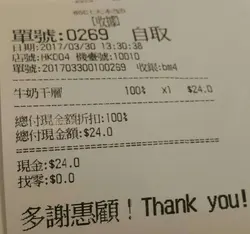 【收據】
單號:0269 自取
日期:2017/03/30 13:30:38
店號:HKD04 機臺號:10010
單號:201703300100269 收銀:bm4
牛奶千層 100% x1 $24.0
總付現金額折扣:100%
總付現金額:$24.0
現金:$24.0
找零:$0.0
多謝惠顧！Thank you!